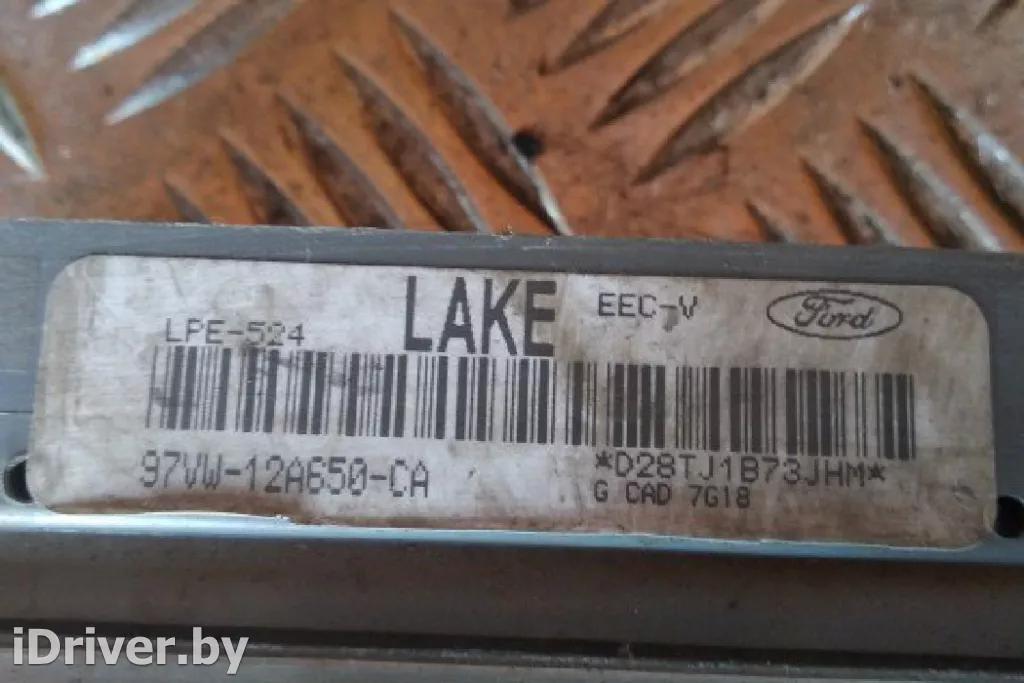 LAKE EEC-V Ford
LPE-524
97VW-12A650-CA *D28TJ1B73JHM*
G CAD 7G18
iDriver.by